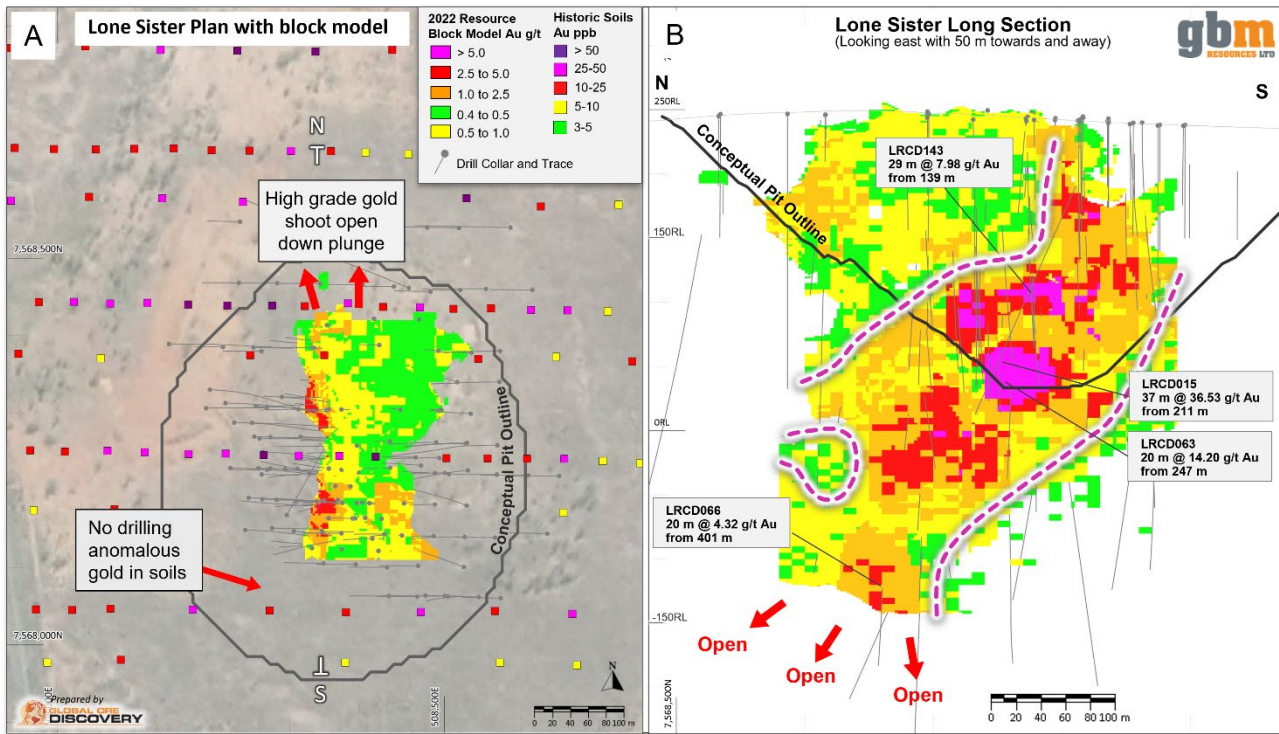 A
Lone Sister Plan with block model
2022 Resource
Block Model Au g/t
> 5.0
2.5 to 5.0
1.0 to 2.5
0.4 to 0.5
0.5 to 1.0
Drill Collar and Trace
Historic Soils
Au ppb
> 50
25-50
10-25
5-10
3-5
N
High grade gold
shoot open
down plunge
7,568,500N
Conceptual Pit Outline
No drilling
anomalous
gold in soils
7,568,000N
S
508,500E
N
Prepared by
GLOBAL ORE
DISCOVERY
0 20 40 60 80 100 m
B
Lone Sister Long Section
(Looking east with 50 m towards and away)
gbm
RESOURCES LTD
N
S
250RL
Conceptual Pit Outline
LRCD143
29 m @ 7.98 g/t Au
from 139 m
150RL
LRCD015
37 m @ 36.53 g/t Au
from 211 m
0RL
LRCD063
20 m @ 14.20 g/t Au
from 247 m
LRCD066
20 m @ 4.32 g/t Au
from 401 m
-150RL
Open
Open
Open
7,568,500N
0 20 40 60 80 100 m